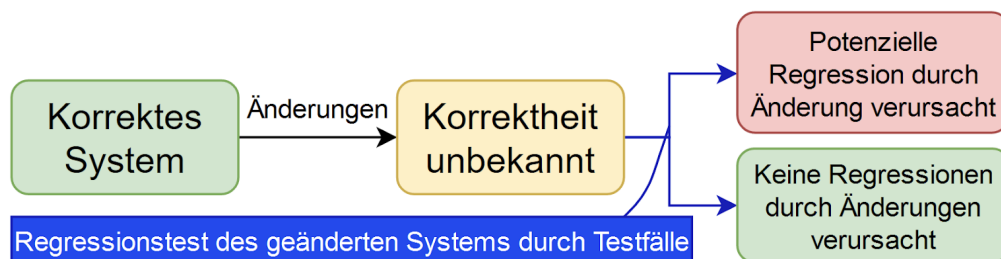 Korrektes
System
Änderungen
Korrektheit
unbekannt
Potenzielle
Regression durch
Änderung verursacht
Keine Regressionen
durch Änderungen
verursacht
Regressionstest des geänderten Systems durch Testfälle